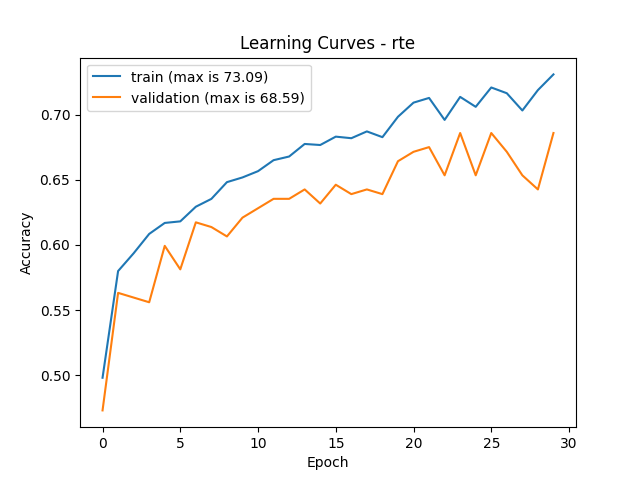 Learning Curves - rte
train (max is 73.09)
validation (max is 68.59)
Accuracy
0.70
0.65
0.60
0.55
0.50
0 5 10 15 20 25 30
Epoch